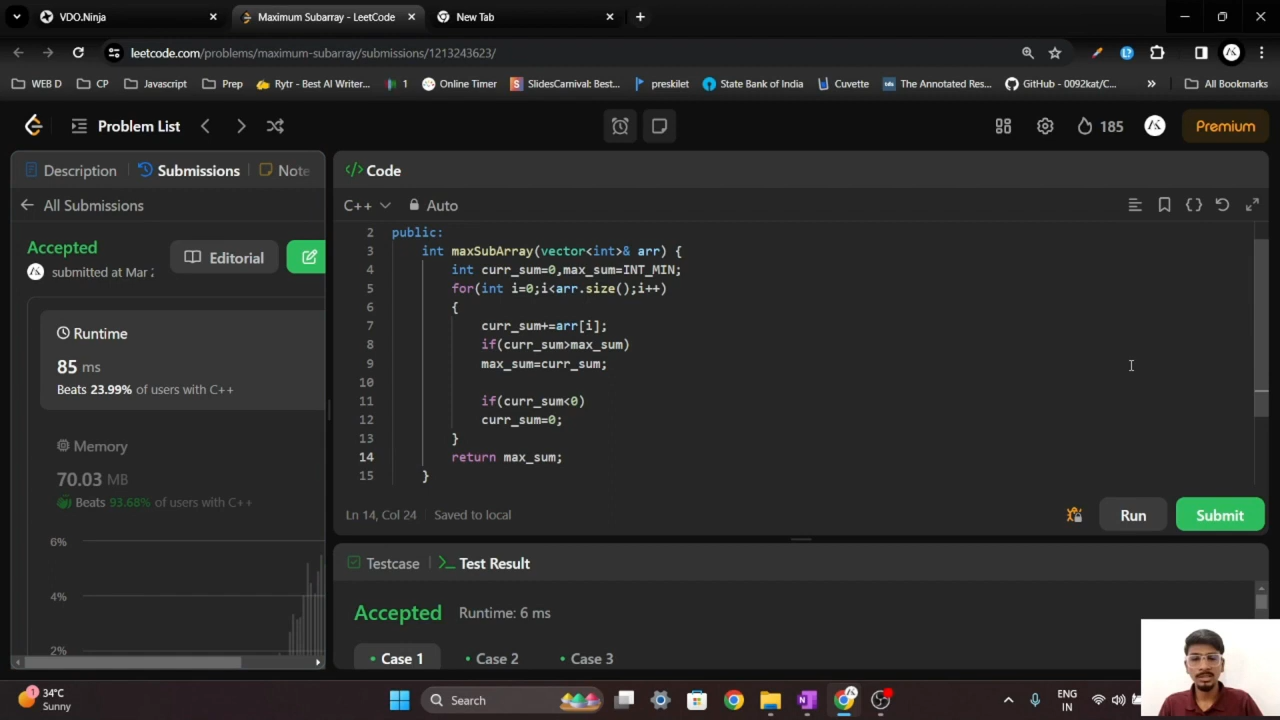 VDO.Ninja
Maximum Subarray - LeetCode
New Tab
leetcode.com/problems/maximum-subarray/submissions/1213243623/
WEB D
CP
Javascript
Prep
Rytr - Best AI Writer...
1
Online Timer
SlidesCarnival: Best...
preskilet
State Bank of India
Cuvette
The Annotated Res...
GitHub - 0092kat/C...
All Bookmarks
Problem List
185
Premium
Description
Submissions
Note
Code
All Submissions
C++
Auto
Accepted
submitted at Mar 2
Editorial
Runtime
85 ms
Beats 23.99% of users with C++
Memory
70.03 MB
Beats 93.68% of users with C++
6%
4%
2%
2 public:
3 int maxSubArray(vector<int>& arr) {
4 int curr_sum=0,max_sum=INT_MIN;
5 for(int i=0;i<arr.size();i++)
6 {
7 curr_sum+=arr[i];
8 if(curr_sum>max_sum)
9 max_sum=curr_sum;
10
11 if(curr_sum<0)
12 curr_sum=0;
13 }
14 return max_sum;
15 }
Ln 14, Col 24
Saved to local
Run
Submit
Testcase
Test Result
Accepted
Runtime: 6 ms
Case 1
Case 2
Case 3
1
34°C
Sunny
Search
ENG
IN